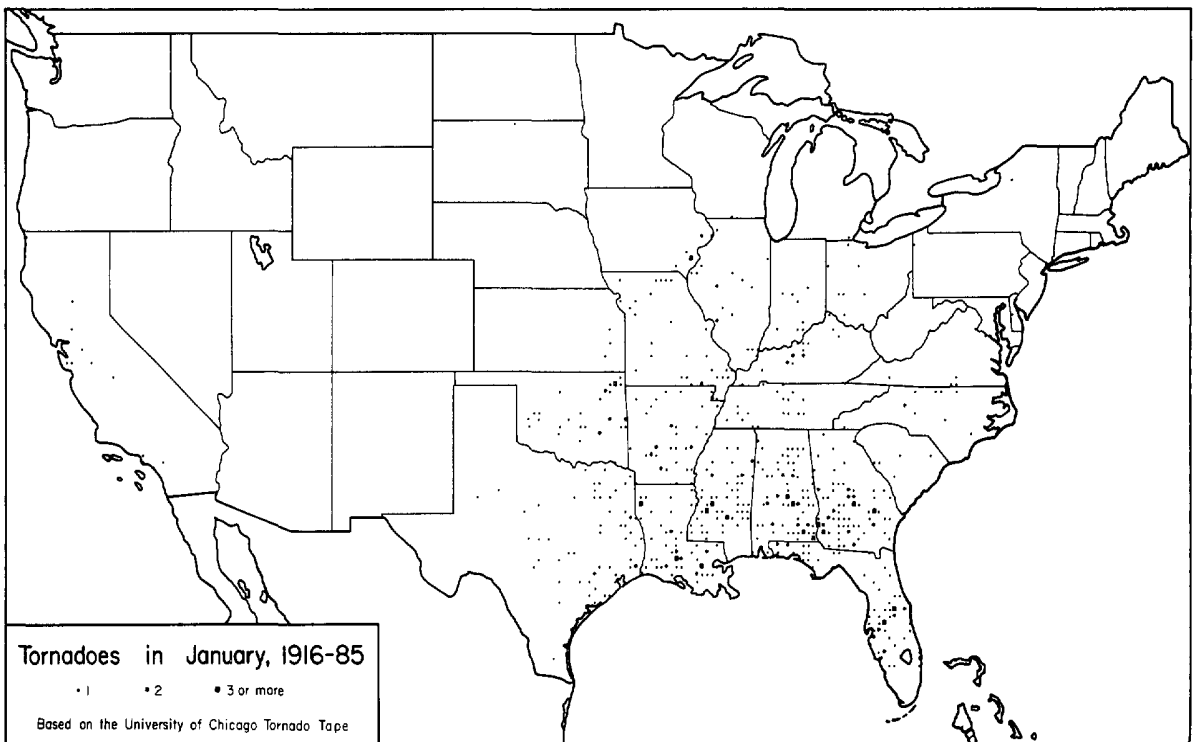 Tornadoes in January, 1916-85
1 2 3 or more
Based on the University of Chicago Tornado Tape